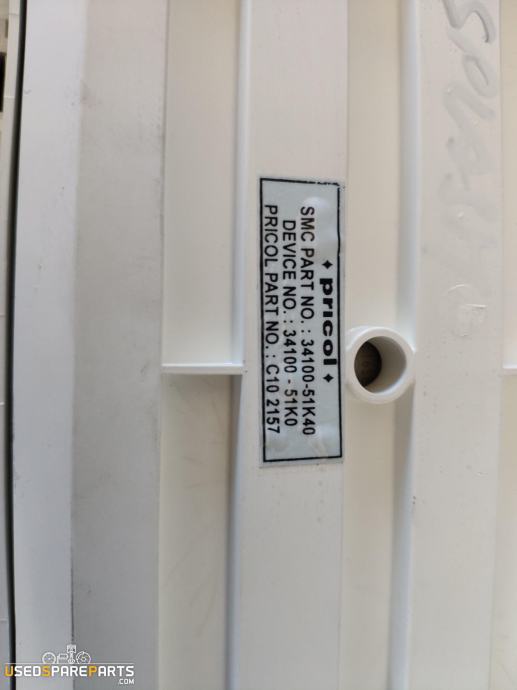 pricol
SMC PART NO. : 34100-51K40
DEVICE NO. : 34100 - 51K0
PRICOL PART NO. : C10 2157
USEDSPAREPARTS
.COM